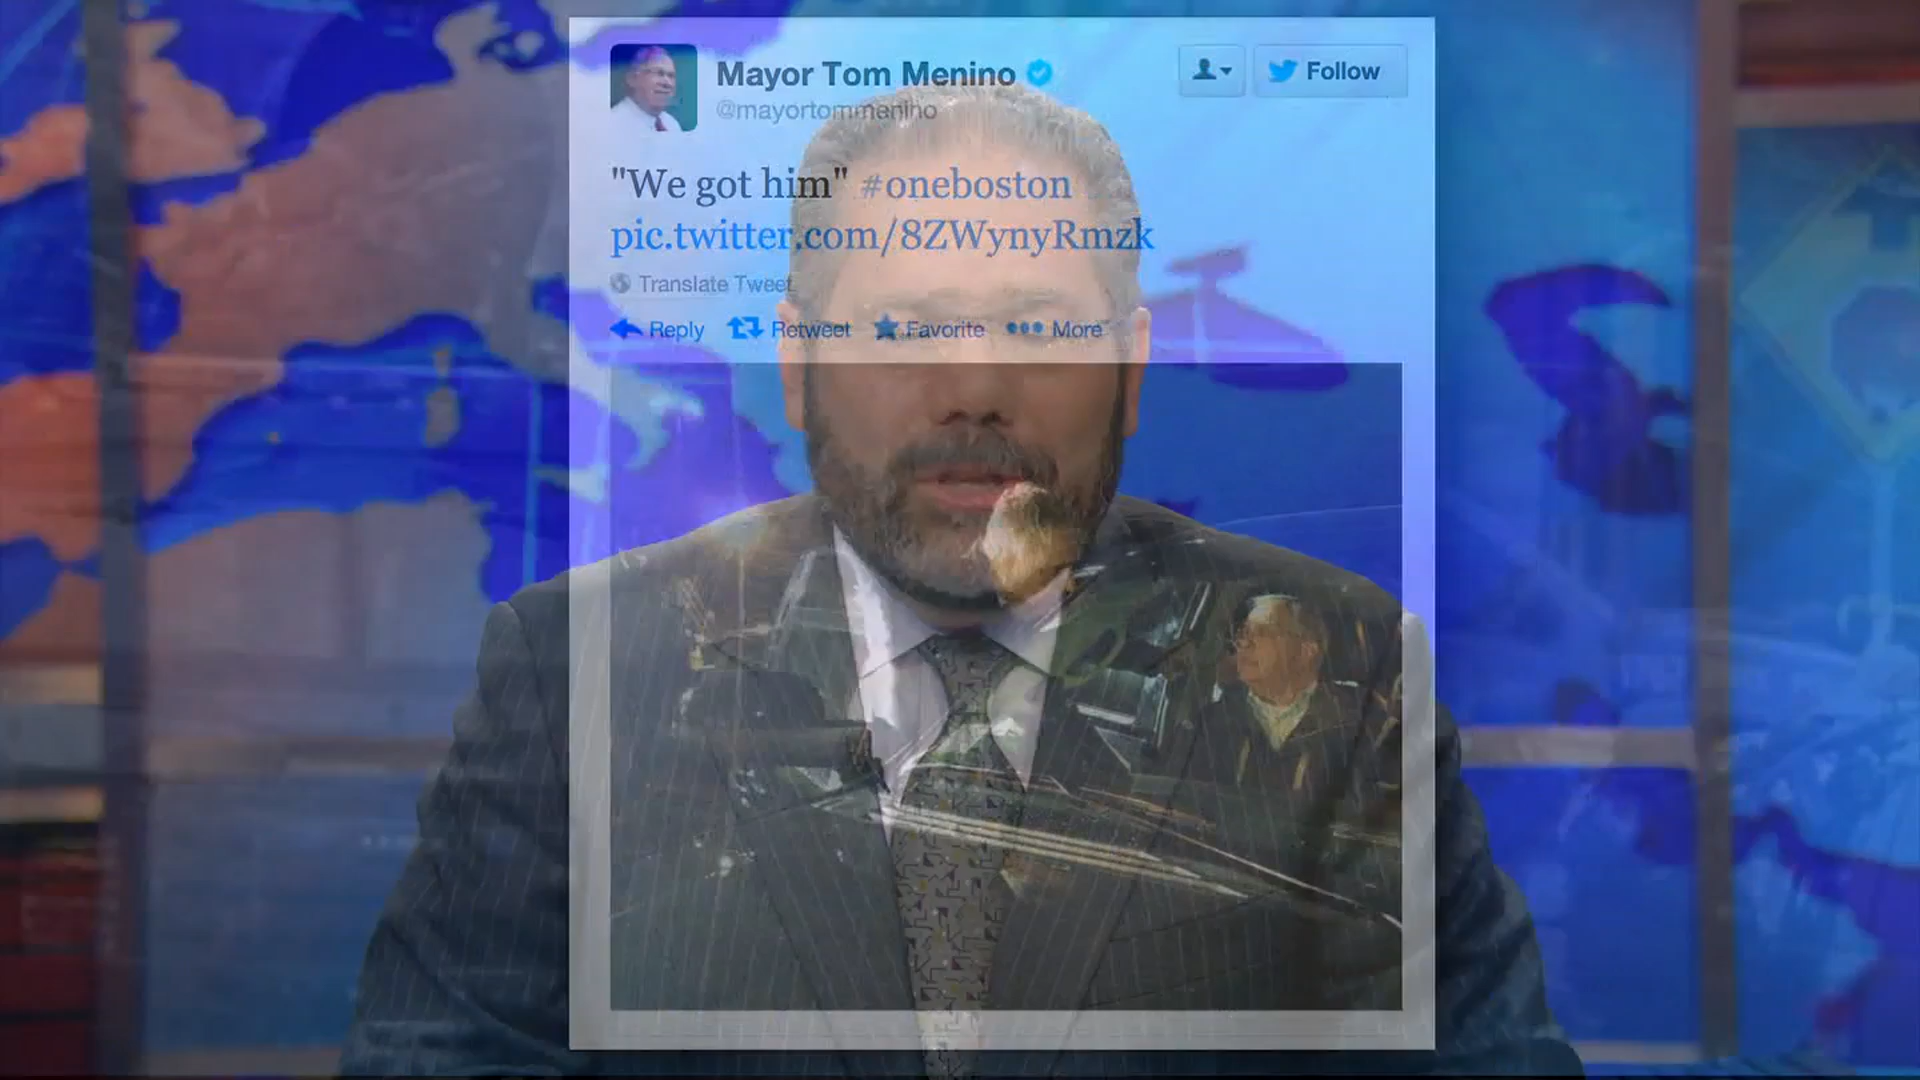 Mayor Tom Menino
Follow
@mayortommenino
"We got him" #oneboston
pic.twitter.com/8ZWynyRmzk
Translate Tweet
Reply Retweet Favorite More